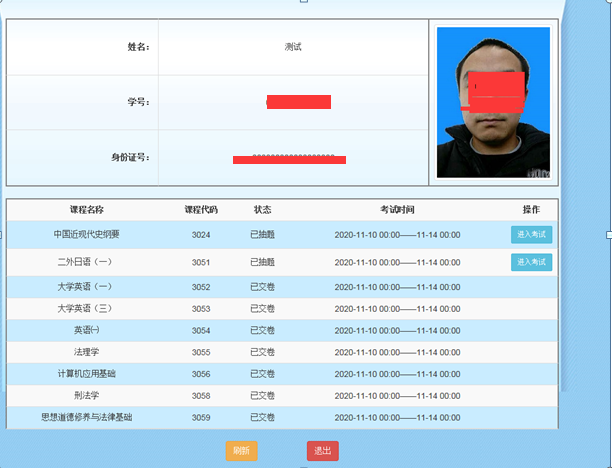 姓名： 测试
学号：
身份证号：
课程名称 课程代码 状态 考试时间 操作
中国近现代史纲要 3024 已抽题 2020-11-10 00:00——11-14 00:00 进入考试
二外日语（一） 3051 已抽题 2020-11-10 00:00——11-14 00:00 进入考试
大学英语（一） 3052 已交卷 2020-11-10 00:00——11-14 00:00
大学英语（三） 3053 已交卷 2020-11-10 00:00——11-14 00:00
英语㈠ 3054 已交卷 2020-11-10 00:00——11-14 00:00
法理学 3055 已交卷 2020-11-10 00:00——11-14 00:00
计算机应用基础 3056 已交卷 2020-11-10 00:00——11-14 00:00
刑法学 3058 已交卷 2020-11-10 00:00——11-14 00:00
思想道德修养与法律基础 3059 已交卷 2020-11-10 00:00——11-14 00:00
刷新 退出